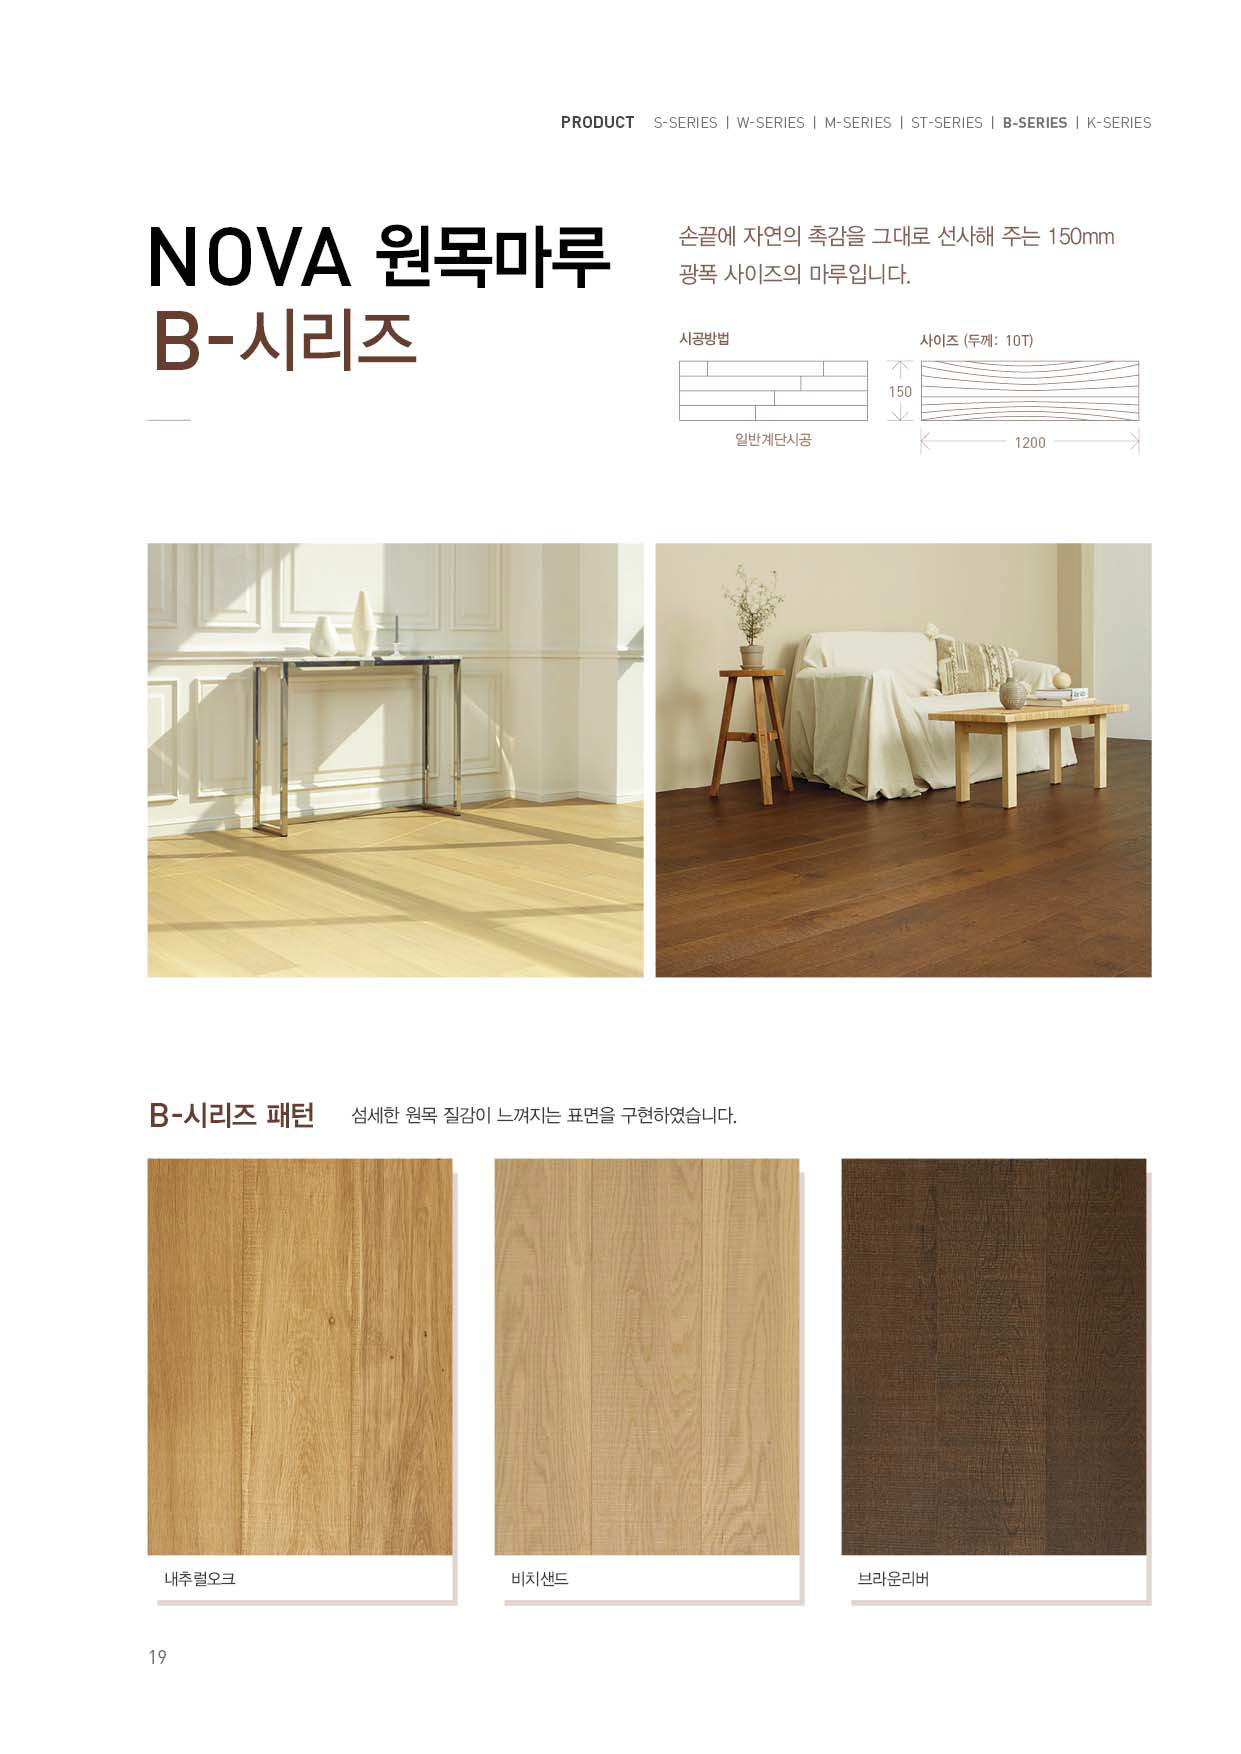 PRODUCT S-SERIES | W-SERIES | M-SERIES | ST-SERIES | B-SERIES | K-SERIES
NOVA 원목마루
B-시리즈
손끝에 자연의 촉감을 그대로 선사해 주는 150mm
광폭 사이즈의 마루입니다.
시공방법
일반계단시공
사이즈 (두께: 10T)
150
1200
B-시리즈 패턴 섬세한 원목 질감이 느껴지는 표면을 구현하였습니다.
내추럴오크
비치샌드
브라운리버
19